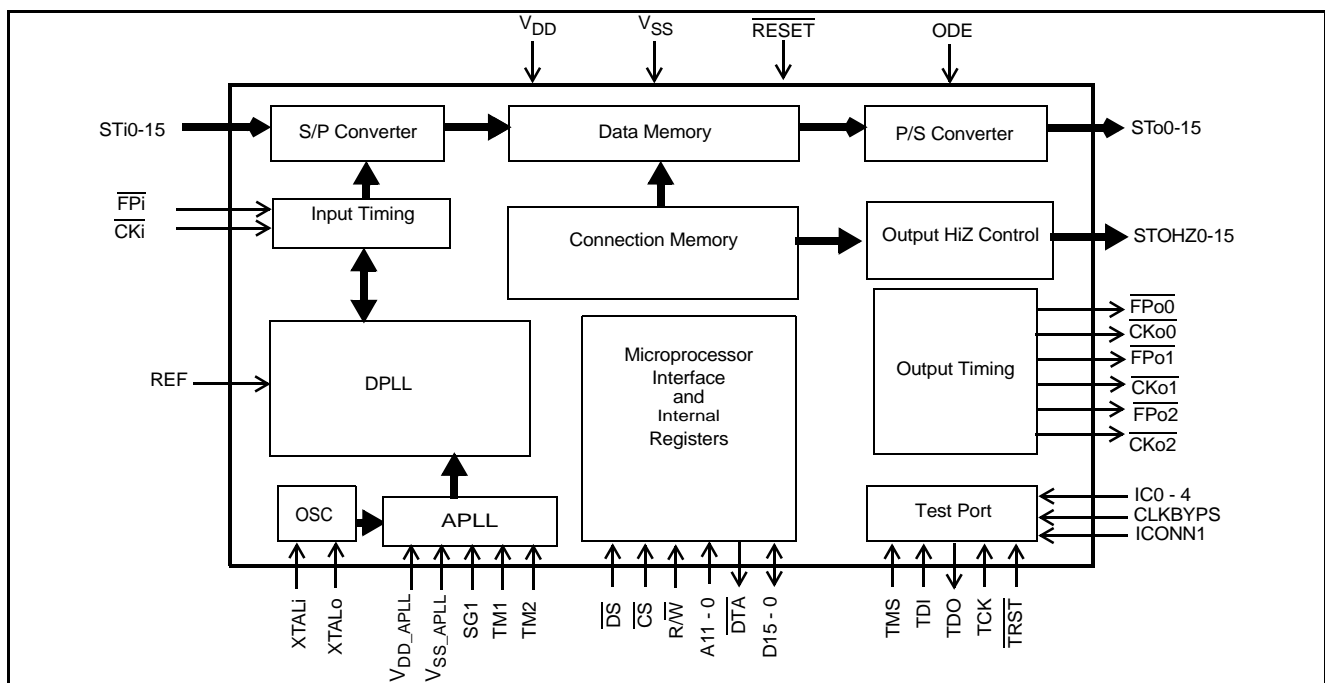 VDD
VSS
RESET
ODE
STi0-15
S/P Converter
Data Memory
P/S Converter
STo0-15
FPi
CKi
Input Timing
Connection Memory
Output HiZ Control
STOHZ0-15
REF
DPLL
Microprocessor
Interface
and
Internal
Registers
Output Timing
FPo0
CKo0
FPo1
CKo1
FPo2
CKo2
OSC
APLL
Test Port
IC0 - 4
CLKBYPS
ICONN1
XTALi
XTALo
VDD_APLL
VSS_APLL
SG1
TM1
TM2
DS
CS
R/W
A11 - 0
DTA
D15 - 0
TMS
TDI
TDO
TCK
TRST